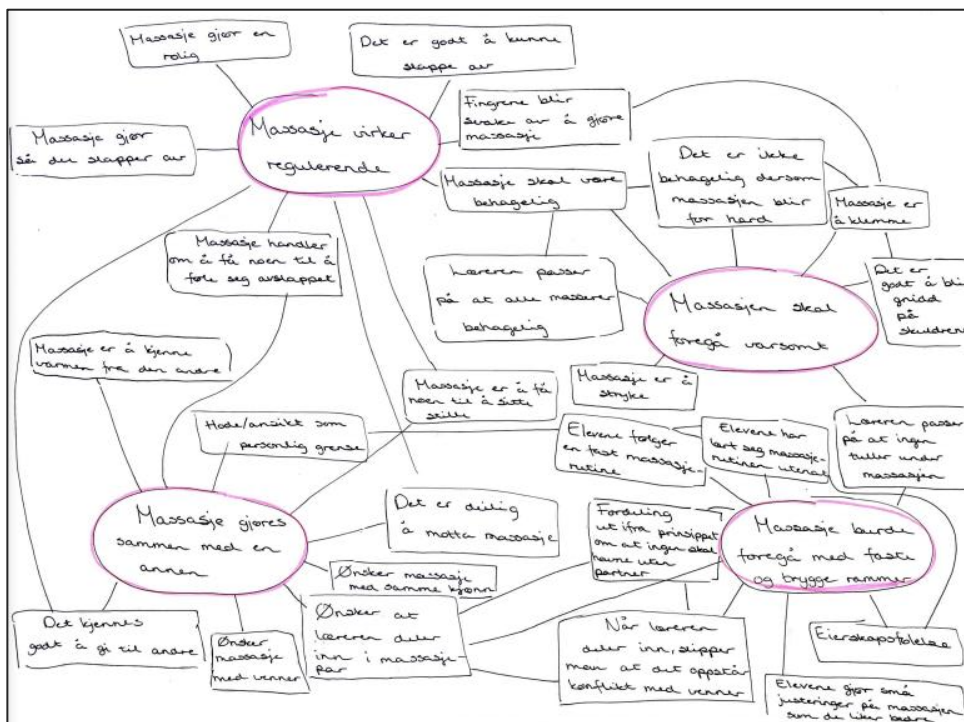 Massasje gjør en
rolig
Det er godt å kunne
slappe av
Massasje gjør
så du slapper av
Massasje virker
regulerende
Fingrene blir
svake av å gjøre
massasje
Massasje skal være
behagelig
Det er ikke
behagelig dersom
massasjen blir
for hard
Massasje er
å klemme
Massasje handler
om å få noen til å
føle seg avslappet
Læreren passer
på at alle masserer
behagelig
Massasjen skal
foregå varsomt
Det er
godt å bli
gnidd
på
skuldrene
Massasje er å kjenne
varmen fra den andre
Massasje er å få
noen til å sitte
stille
Massasje er å
stryke
Hode/ansikt som
personlig grense
Elevene følger
en fast massasje-
rutine
Elevene har
lært seg massasje-
rutinen utenat
Læreren passer
på at ingen
tuller under
massasjen
Massasje gjøres
sammen med en
annen
Det er deilig
å motta massasje
Fordeling
ut ifra prinsippet
om at ingen skal
havne uten
partner
Massasje burde
foregå med faste
og trygge rammer
Ønsker massasje
med samme kjønn
Det kjennes
godt å gi til andre
Ønsker
massasje
med venner
Ønsker at
læreren deler
inn i massasje-
par
Når læreren
deler inn, slipper
man at det oppstår
konflikt med venner
Eierskapsfølelse
Elevene gjør små
justeringer på massasjen
som de liker bedre